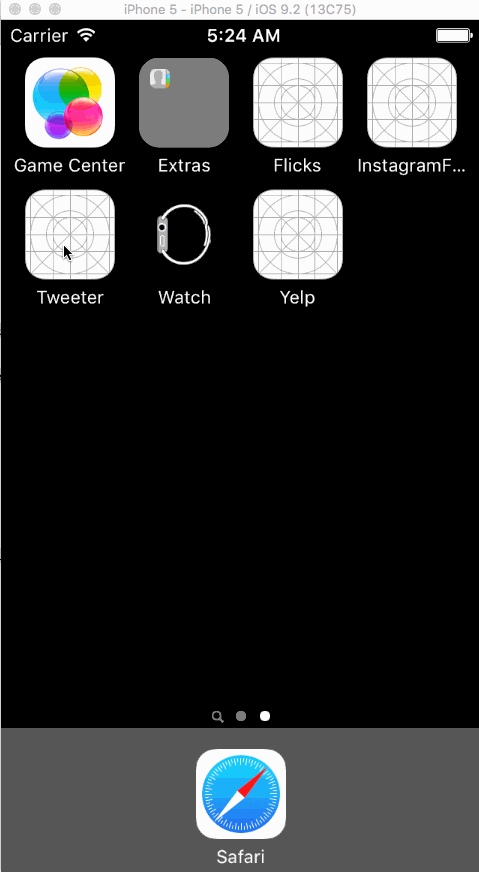 iPhone 5 - iPhone 5 / iOS 9.2 (13C75)
Carrier 5:24 AM
Game Center Extras Flicks InstagramF...
Tweeter Watch Yelp
Safari